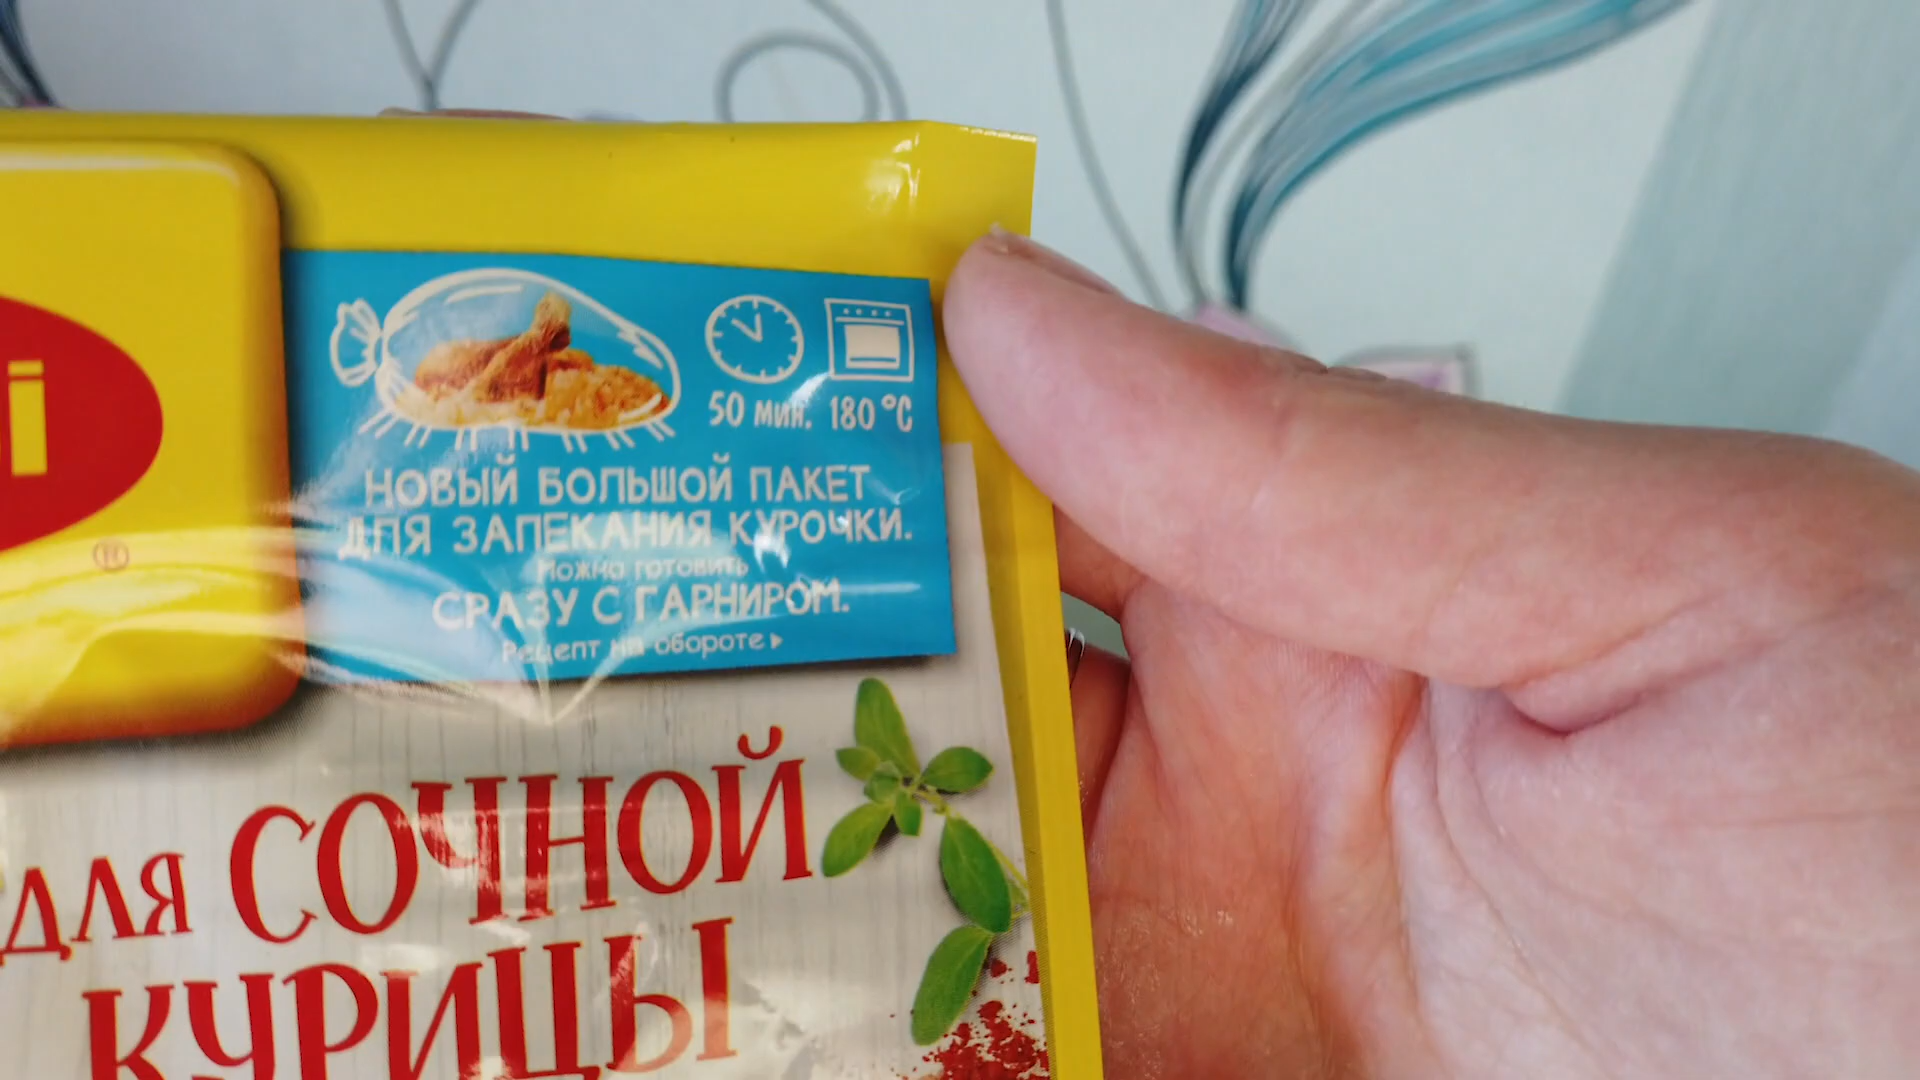 i
®
50 мин. 180 °C
НОВЫЙ БОЛЬШОЙ ПАКЕТ
ДЛЯ ЗАПЕКАНИЯ КУРОЧКИ.
Можно готовить
СРАЗУ С ГАРНИРОМ.
Рецепт на обороте
для СОЧНОЙ
КУРИЦЫ